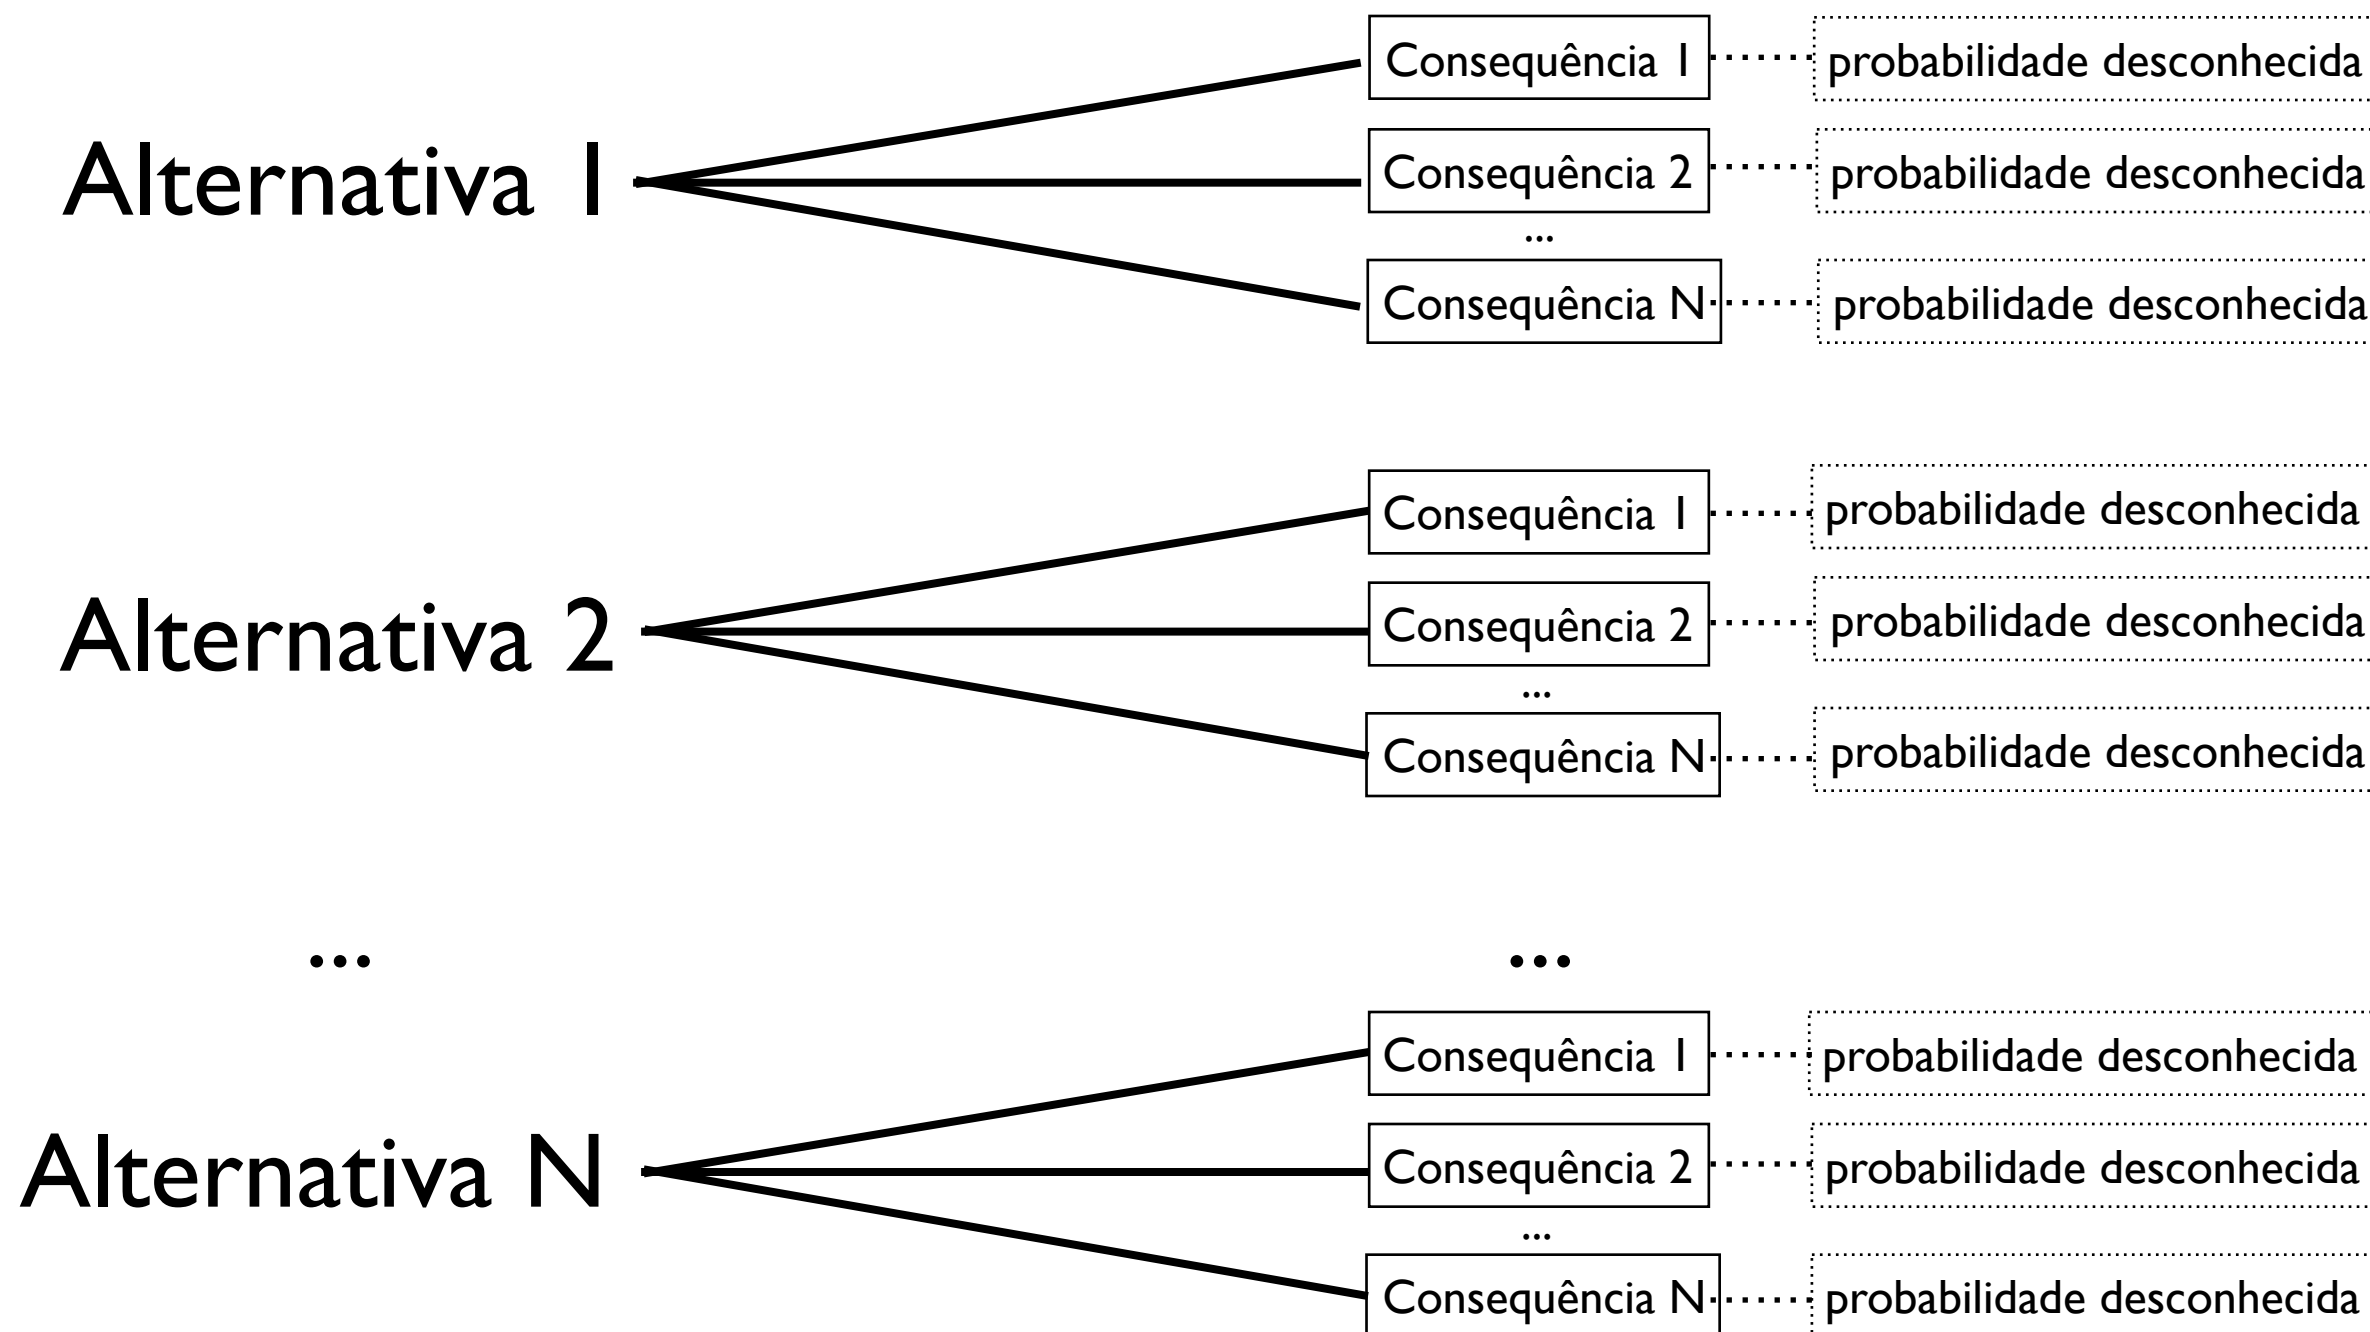 Consequência 1 probabilidade desconhecida
Alternativa 1
Consequência 2 probabilidade desconhecida
...
Consequência N probabilidade desconhecida
Consequência 1 probabilidade desconhecida
Alternativa 2
Consequência 2 probabilidade desconhecida
...
Consequência N probabilidade desconhecida
... ...
Consequência 1 probabilidade desconhecida
Alternativa N
Consequência 2 probabilidade desconhecida
...
Consequência N probabilidade desconhecida